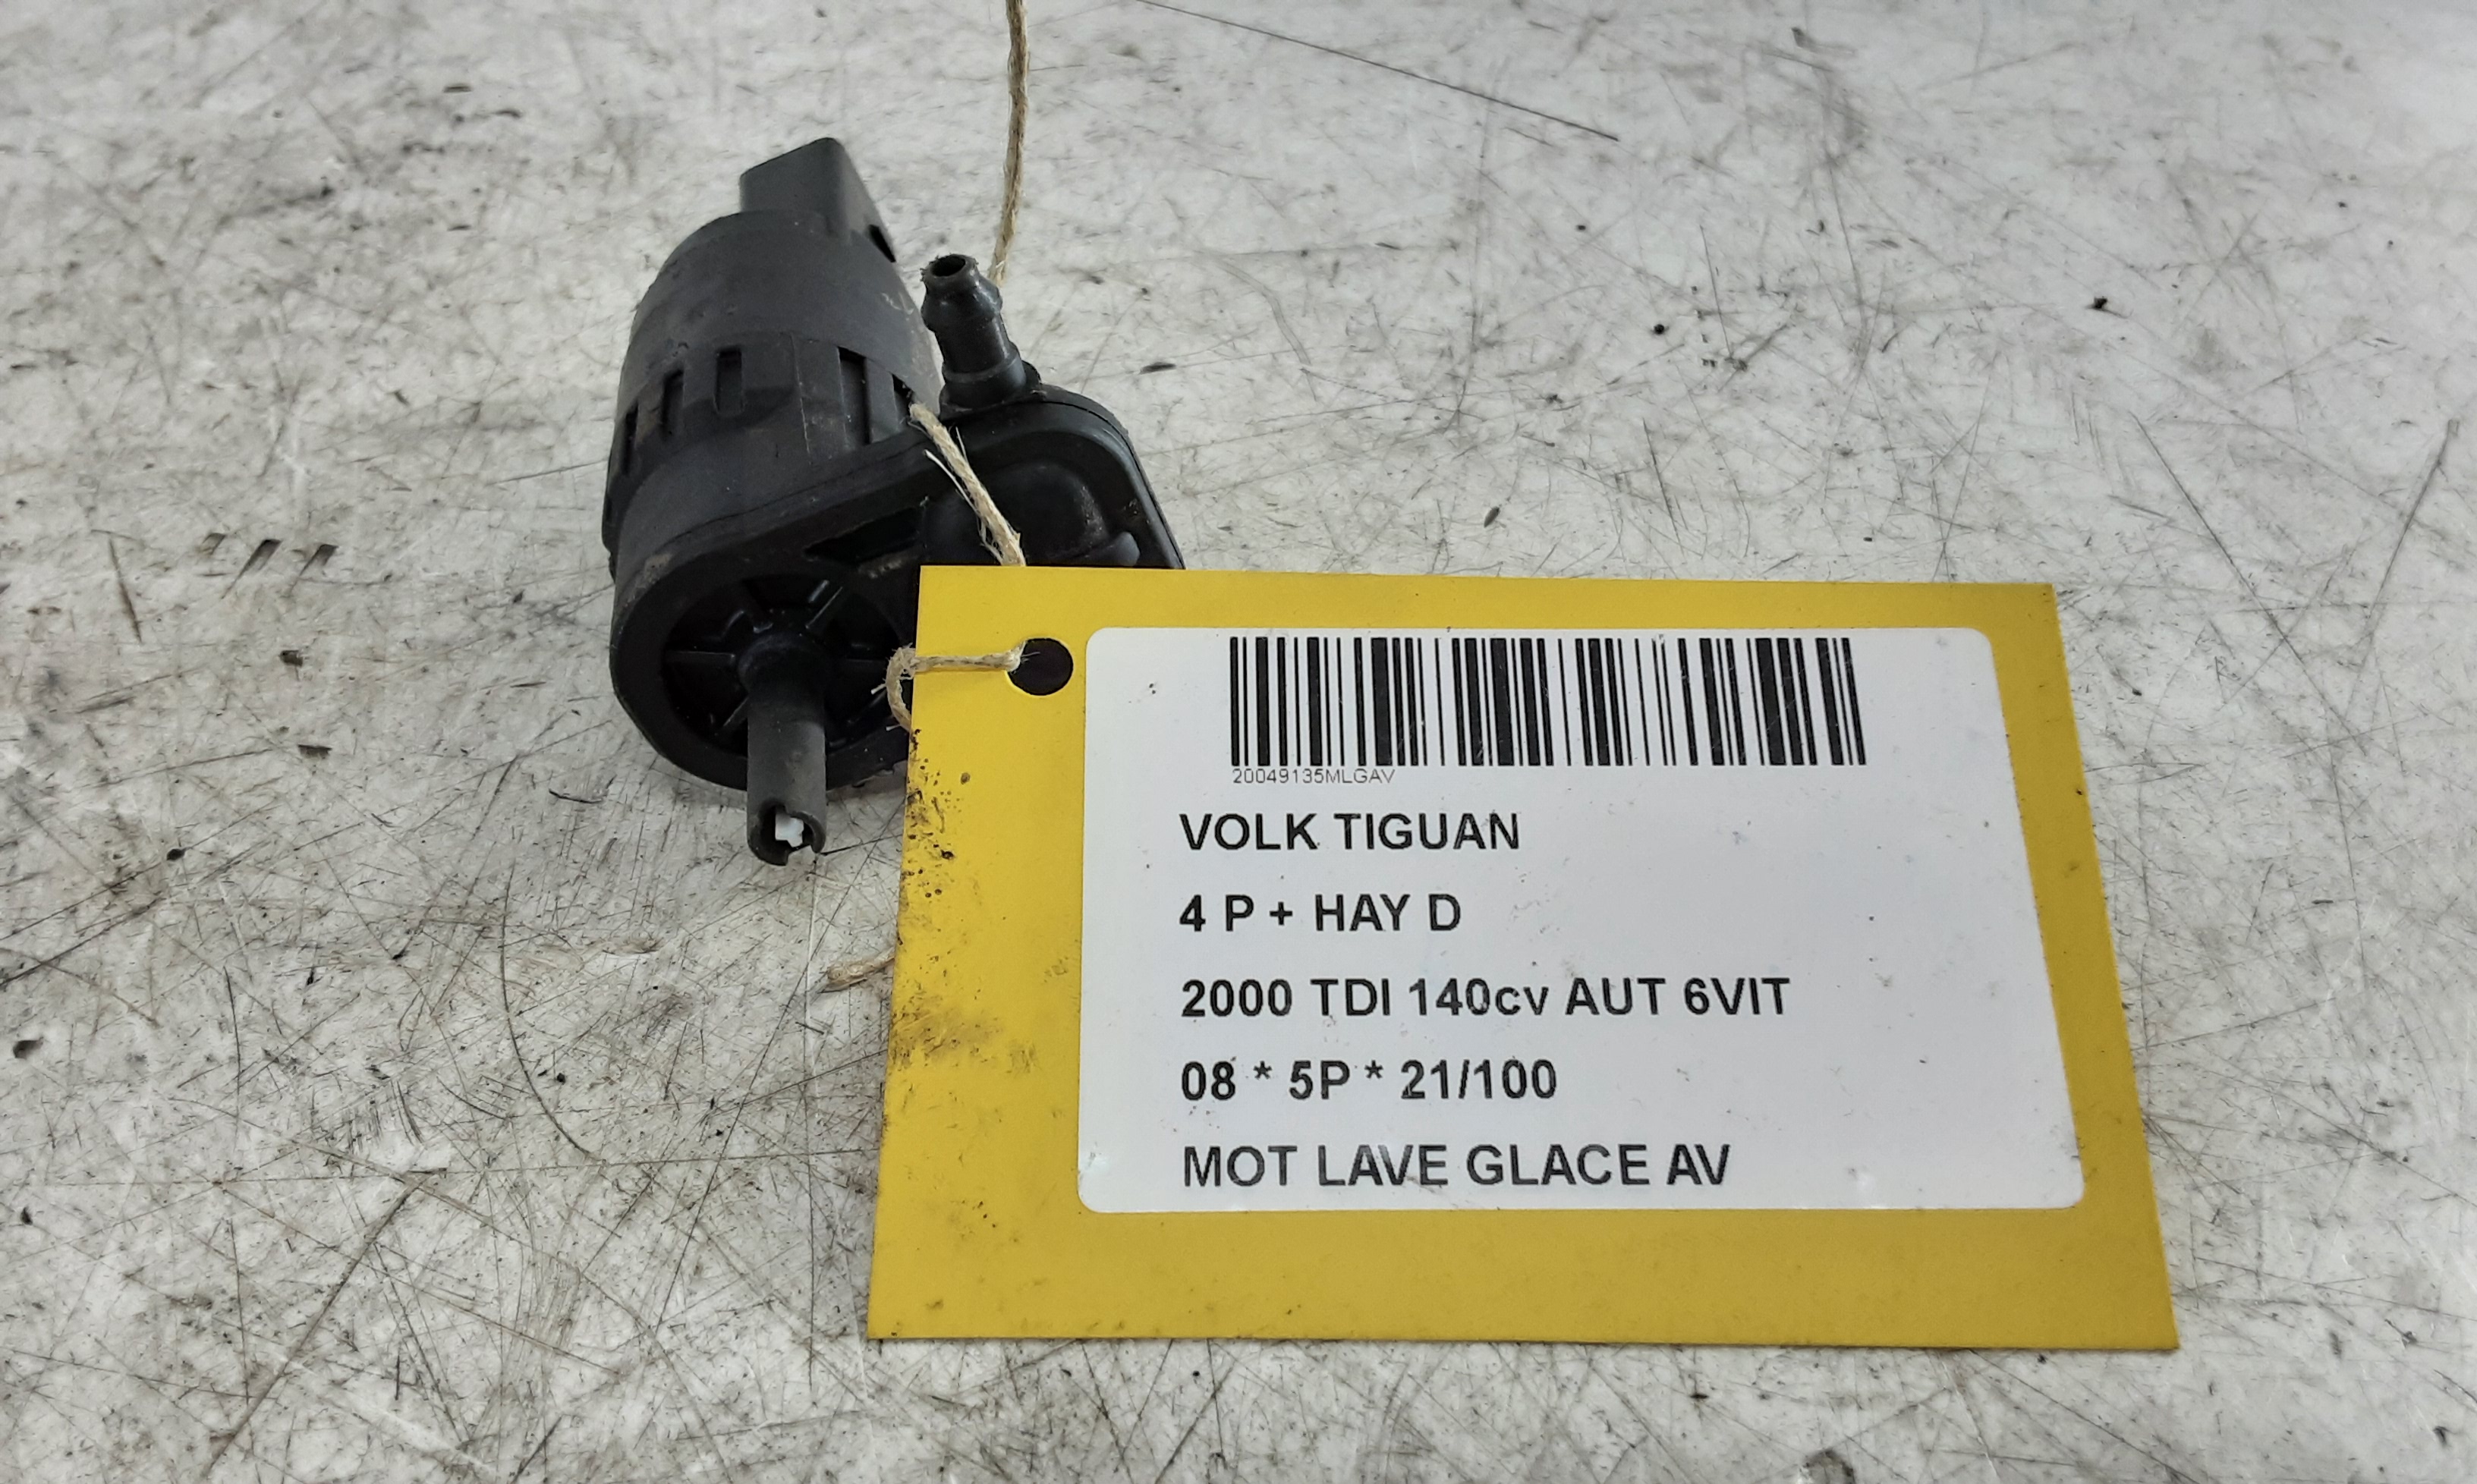 20049135MLGAV
VOLK TIGUAN
4 P + HAY D
2000 TDI 140cv AUT 6VIT
08 * 5P * 21/100
MOT LAVE GLACE AV